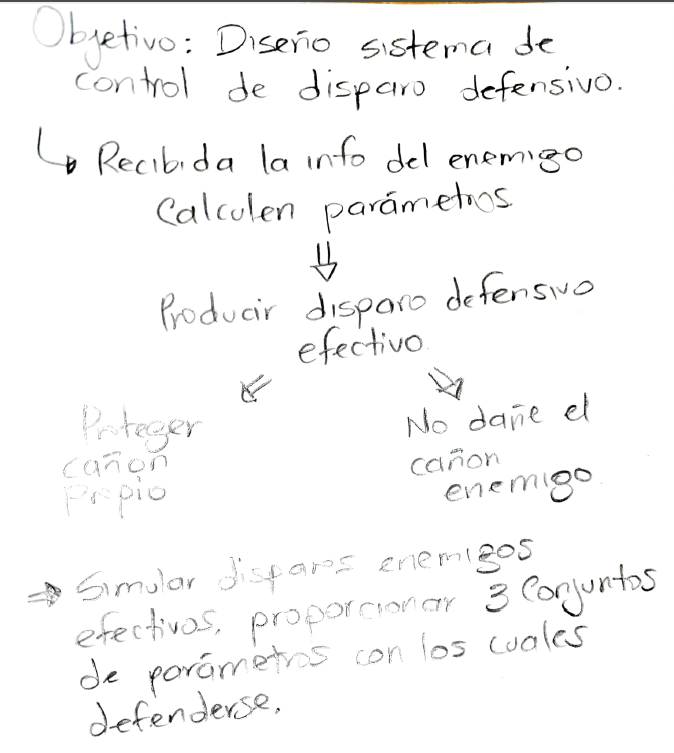 Objetivo: Diseño sistema de
control de disparo defensivo.
Recibida la info del enemigo
Calculen parámetros
Producir disparo defensivo
efectivo
Proteger
cañon
propio
No dañe el
cañon
enemigo.
Simular disparos enemigos
efectivos, proporcionar 3 Conjuntos
de parámetros con los cuales
defenderse.